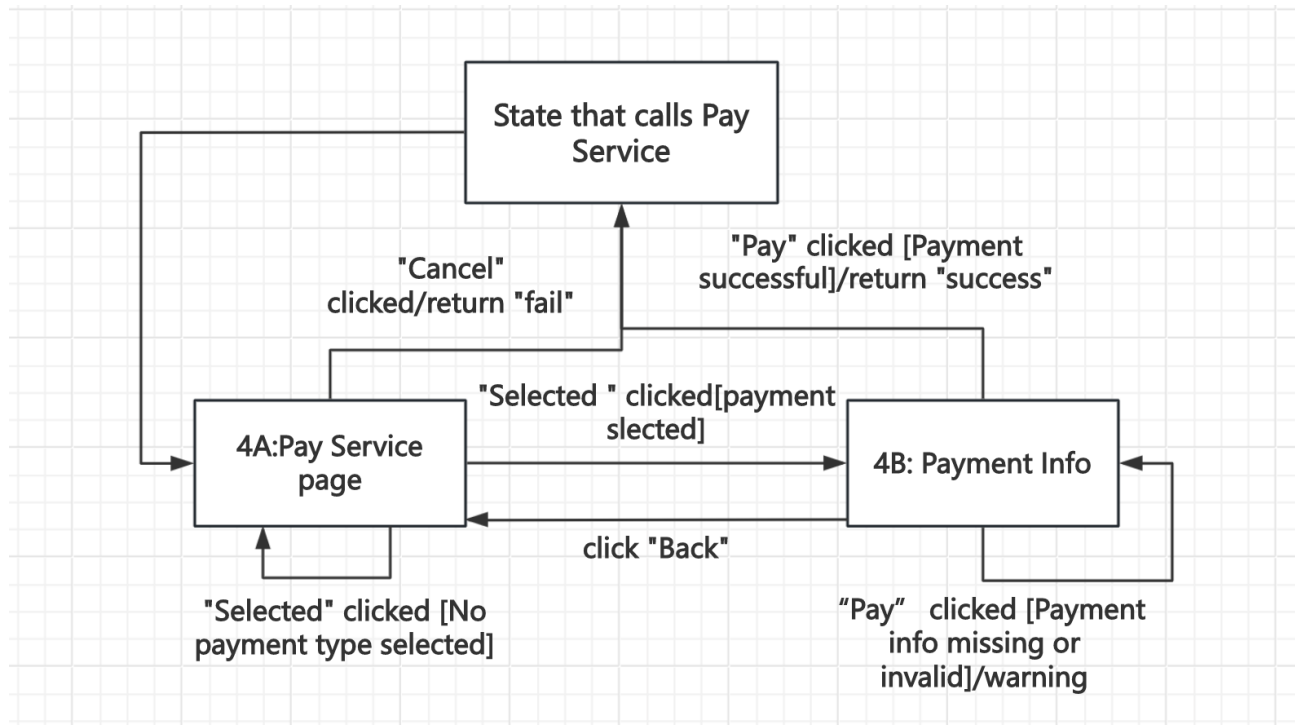 State that calls Pay
Service
"Pay" clicked [Payment
successful]/return "success"
"Cancel"
clicked/return "fail"
"Selected " clicked[payment
slected]
4A:Pay Service
page
4B: Payment Info
click "Back"
"Selected" clicked [No
payment type selected]
“Pay” clicked [Payment
info missing or
invalid]/warning